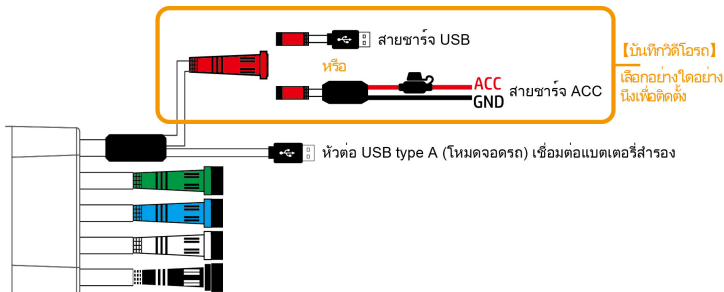 สายชาร์จ USB
หรือ
ACC
GND
สายชาร์จ ACC
【บันทึกวิดีโอรถ】
เลือกอย่างใดอย่าง
นึงเพื่อติดตั้ง
หัวต่อ USB type A (โหมดจอดรถ) เชื่อมต่อแบตเตอรี่สำรอง